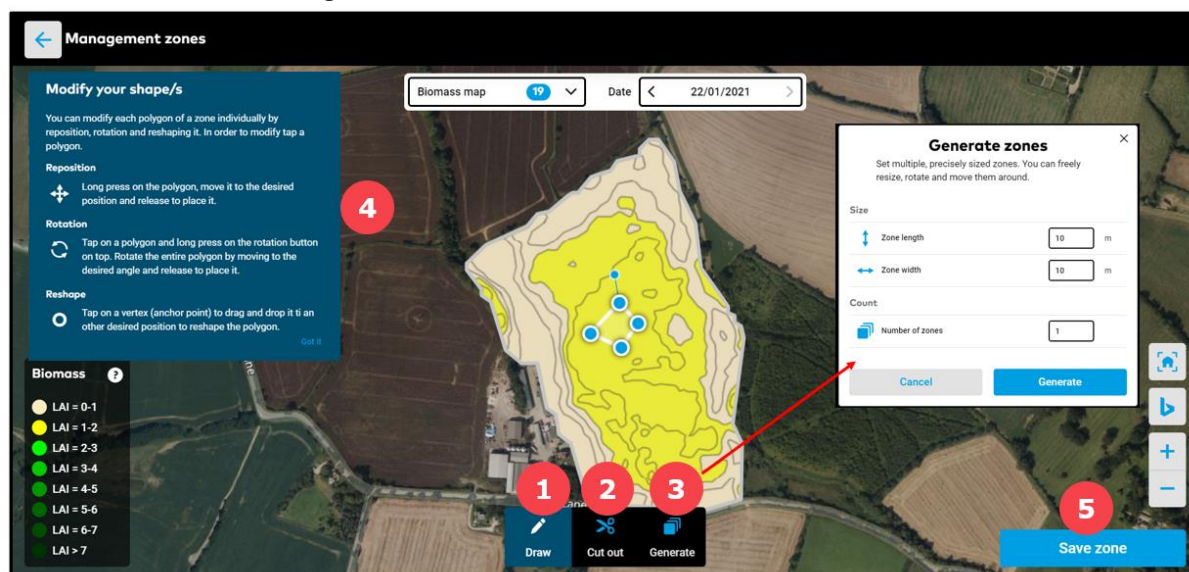 Management zones
Modify your shape/s
You can modify each polygon of a zone individually by
reposition, rotation and reshaping it. In order to modify tap a
polygon.
Reposition
Long press on the polygon, move it to the desired
position and release to place it.
Rotation
Tap on a polygon and long press on the rotation button
on top. Rotate the entire polygon by moving to the
desired angle and release to place it.
Reshape
Tap on a vertex (anchor point) to drag and drop it ti an
other desired position to reshape the polygon.
Got it
4
Biomass map 19
Date 22/01/2021
Generate zones
Set multiple, precisely sized zones. You can freely
resize, rotate and move them around.
Size
Zone length 10 m
Zone width 10 m
Count
Number of zones 1
Cancel Generate
Biomass ?
LAI = 0-1
LAI = 1-2
LAI = 2-3
LAI = 3-4
LAI = 4-5
LAI = 5-6
LAI = 6-7
LAI > 7
1 2 3
Draw Cut out Generate
5
Save zone